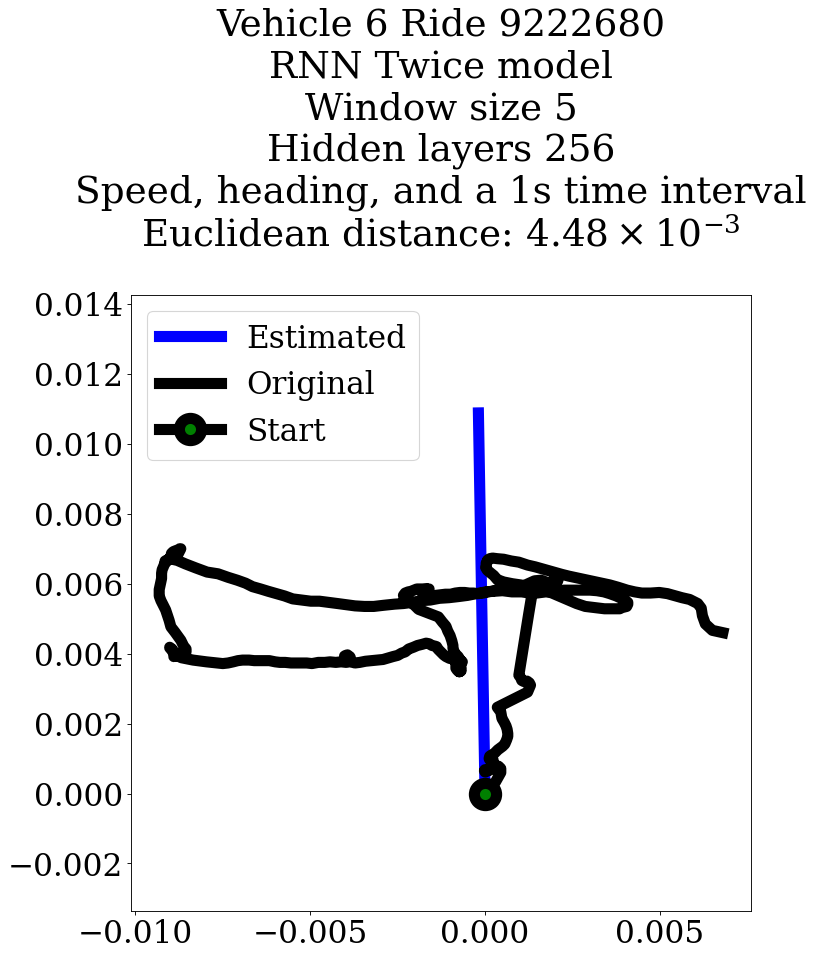 Vehicle 6 Ride 9222680
RNN Twice model
Window size 5
Hidden layers 256
Speed, heading, and a 1s time interval
Euclidean distance: 4.48 × 10⁻³
0.014
0.012
0.010
0.008
0.006
0.004
0.002
0.000
−0.002
Estimated
Original
Start
−0.010 −0.005 0.000 0.005